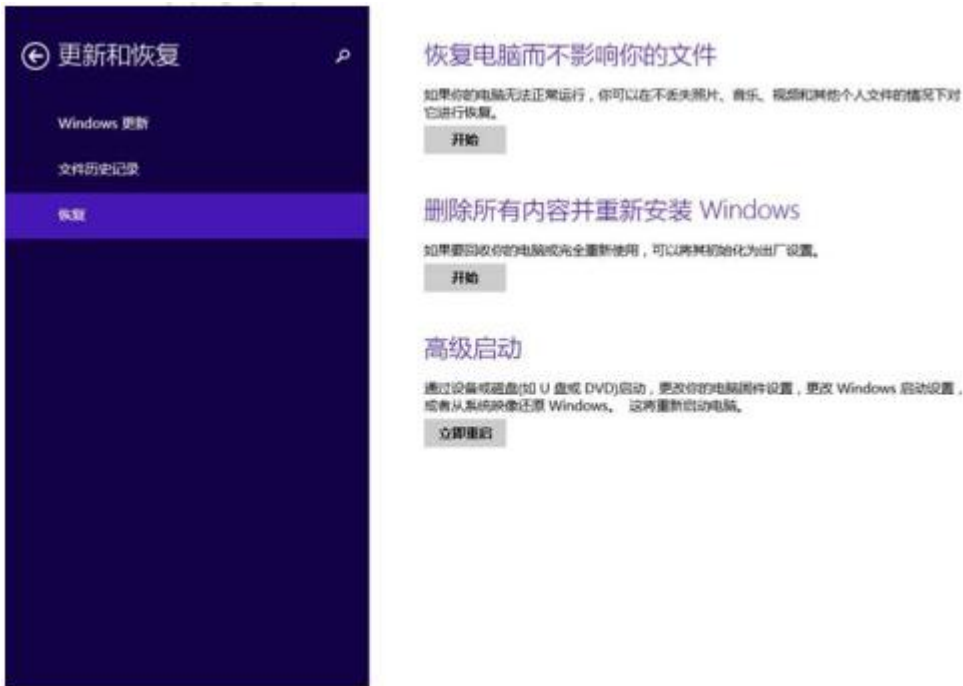 更新和恢复
Windows 更新
文件历史记录
恢复
恢复电脑而不影响你的文件
如果你的电脑无法正常运行，你可以在不丢失照片、音乐、视频和其他个人文件的情况下对
它进行恢复。
开始
删除所有内容并重新安装 Windows
如果要回收你的电脑或完全重新使用，可以将其初始化为出厂设置。
开始
高级启动
通过设备或磁盘(如 U 盘或 DVD)启动，更改你的电脑固件设置，更改 Windows 启动设置，
或者从系统映像还原 Windows。 这将重新启动电脑。
立即重启